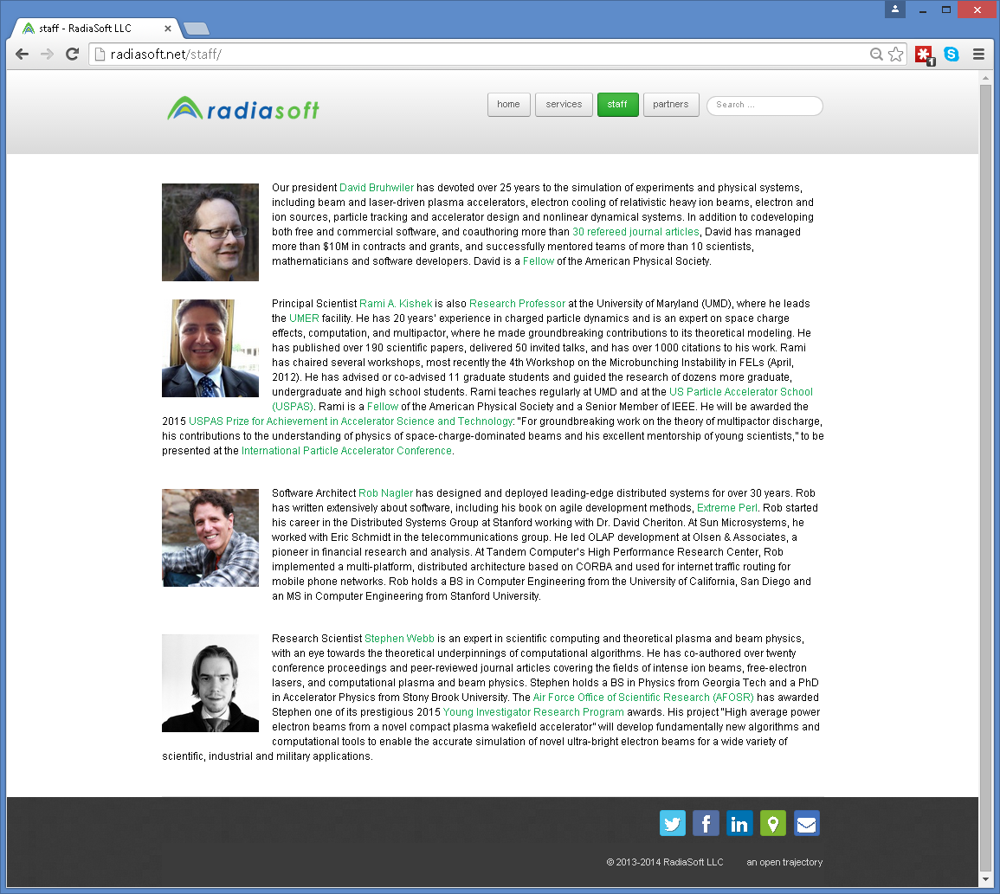 staff - RadiaSoft LLC
radiasoft.net/staff/
1
radiasoft
home services staff partners Search ...
Our president David Bruhwiler has devoted over 25 years to the simulation of experiments and physical systems,
including beam and laser-driven plasma accelerators, electron cooling of relativistic heavy ion beams, electron and
ion sources, particle tracking and accelerator design and nonlinear dynamical systems. In addition to codeveloping
both free and commercial software, and coauthoring more than 30 refereed journal articles, David has managed
more than $10M in contracts and grants, and successfully mentored teams of more than 10 scientists,
mathematicians and software developers. David is a Fellow of the American Physical Society.
Principal Scientist Rami A. Kishek is also Research Professor at the University of Maryland (UMD), where he leads
the UMER facility. He has 20 years' experience in charged particle dynamics and is an expert on space charge
effects, computation, and multipactor, where he made groundbreaking contributions to its theoretical modeling. He
has published over 190 scientific papers, delivered 50 invited talks, and has over 1000 citations to his work. Rami
has chaired several workshops, most recently the 4th Workshop on the Microbunching Instability in FELs (April,
2012). He has advised or co-advised 11 graduate students and guided the research of dozens more graduate,
undergraduate and high school students. Rami teaches regularly at UMD and at the US Particle Accelerator School
(USPAS). Rami is a Fellow of the American Physical Society and a Senior Member of IEEE. He will be awarded the
2015 USPAS Prize for Achievement in Accelerator Science and Technology: "For groundbreaking work on the theory of multipactor discharge,
his contributions to the understanding of physics of space-charge-dominated beams and his excellent mentorship of young scientists," to be
presented at the International Particle Accelerator Conference.
Software Architect Rob Nagler has designed and deployed leading-edge distributed systems for over 30 years. Rob
has written extensively about software, including his book on agile development methods, Extreme Perl. Rob started
his career in the Distributed Systems Group at Stanford working with Dr. David Cheriton. At Sun Microsystems, he
worked with Eric Schmidt in the telecommunications group. He led OLAP development at Olsen & Associates, a
pioneer in financial research and analysis. At Tandem Computer's High Performance Research Center, Rob
implemented a multi-platform, distributed architecture based on CORBA and used for internet traffic routing for
mobile phone networks. Rob holds a BS in Computer Engineering from the University of California, San Diego and
an MS in Computer Engineering from Stanford University.
Research Scientist Stephen Webb is an expert in scientific computing and theoretical plasma and beam physics,
with an eye towards the theoretical underpinnings of computational algorithms. He has co-authored over twenty
conference proceedings and peer-reviewed journal articles covering the fields of intense ion beams, free-electron
lasers, and computational plasma and beam physics. Stephen holds a BS in Physics from Georgia Tech and a PhD
in Accelerator Physics from Stony Brook University. The Air Force Office of Scientific Research (AFOSR) has awarded
Stephen one of its prestigious 2015 Young Investigator Research Program awards. His project "High average power
electron beams from a novel compact plasma wakefield accelerator" will develop fundamentally new algorithms and
computational tools to enable the accurate simulation of novel ultra-bright electron beams for a wide variety of
scientific, industrial and military applications.
© 2013-2014 RadiaSoft LLC an open trajectory